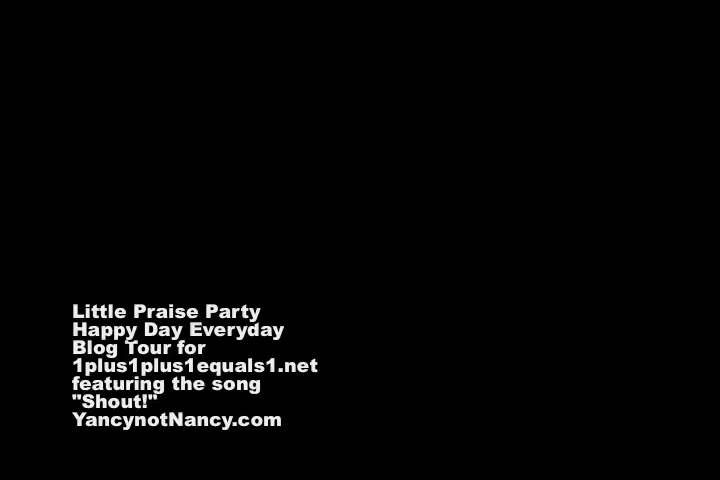 Little Praise Party
Happy Day Everyday
Blog Tour for
1plus1plus1equals1.net
featuring the song
"Shout!"
YancynotNancy.com